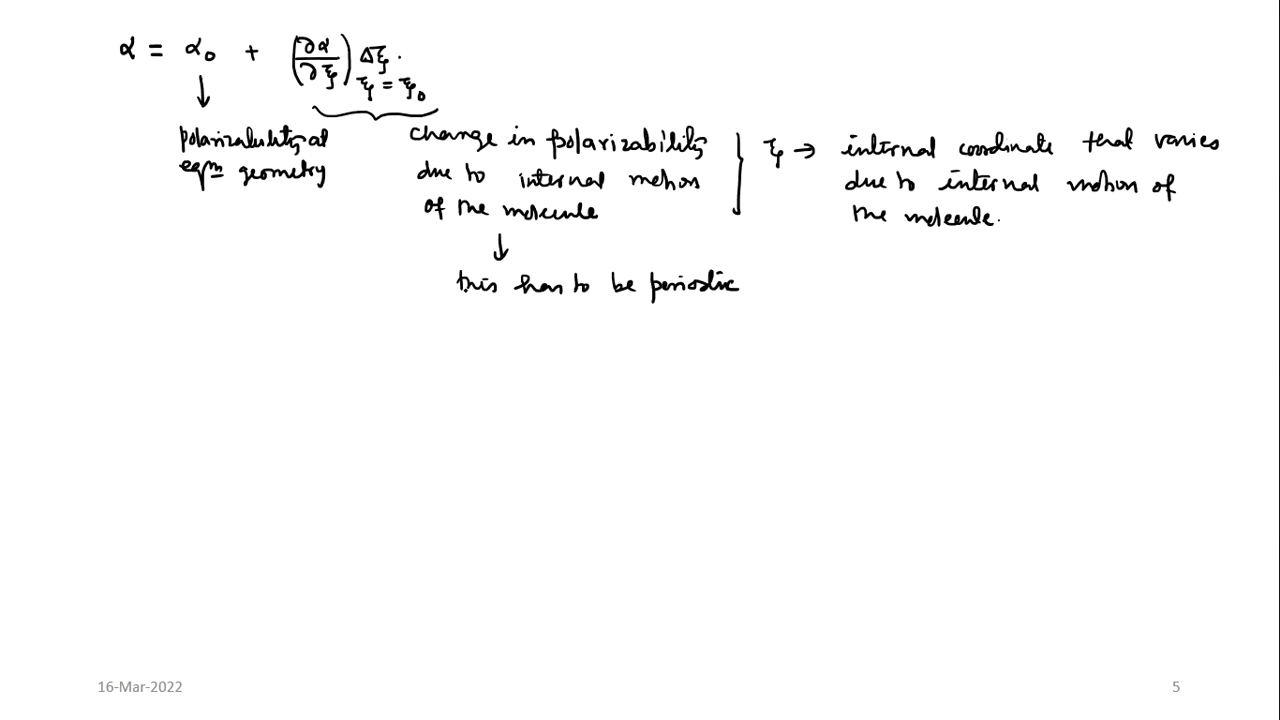 α = α₀ + (∂α/∂ξ)_{ξ = ξ₀} Δξ.
↓
polarizability at
eqm geometry
change in polarizability
due to internal motion
of the molecule
↓
this has to be periodic
ξ → internal coordinate that varies
due to internal motion of
the molecule.
16-Mar-2022
5